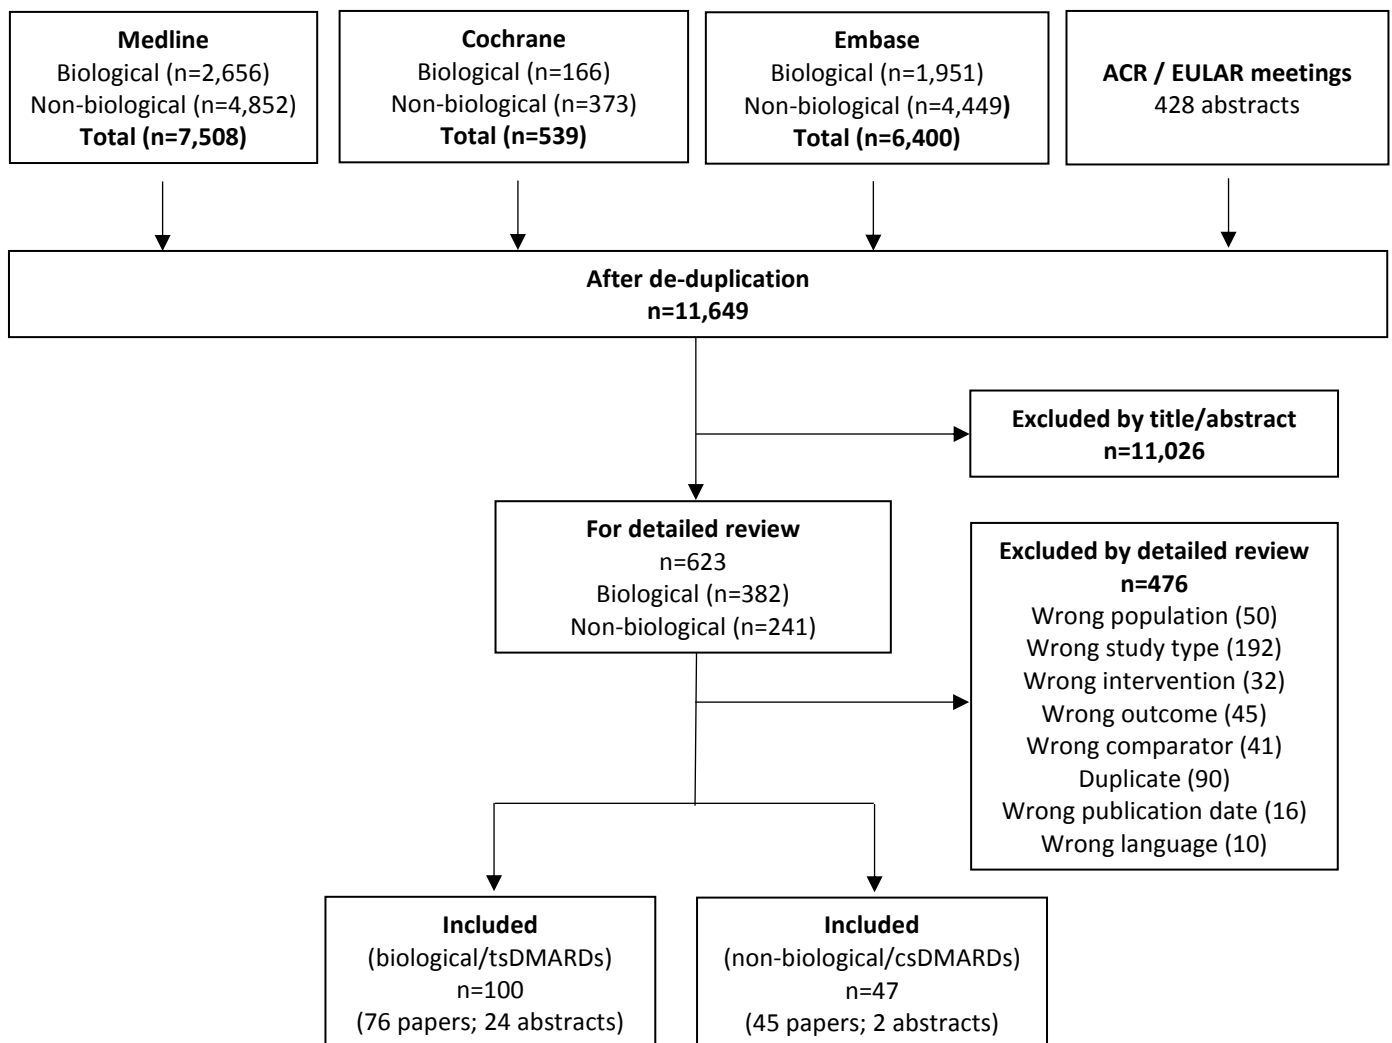 Medline
Biological (n=2,656)
Non-biological (n=4,852)
Total (n=7,508)
Cochrane
Biological (n=166)
Non-biological (n=373)
Total (n=539)
Embase
Biological (n=1,951)
Non-biological (n=4,449)
Total (n=6,400)
ACR / EULAR meetings
428 abstracts
After de-duplication
n=11,649
Excluded by title/abstract
n=11,026
For detailed review
n=623
Biological (n=382)
Non-biological (n=241)
Excluded by detailed review
n=476
Wrong population (50)
Wrong study type (192)
Wrong intervention (32)
Wrong outcome (45)
Wrong comparator (41)
Duplicate (90)
Wrong publication date (16)
Wrong language (10)
Included
(biological/tsDMARDs)
n=100
(76 papers; 24 abstracts)
Included
(non-biological/csDMARDs)
n=47
(45 papers; 2 abstracts)